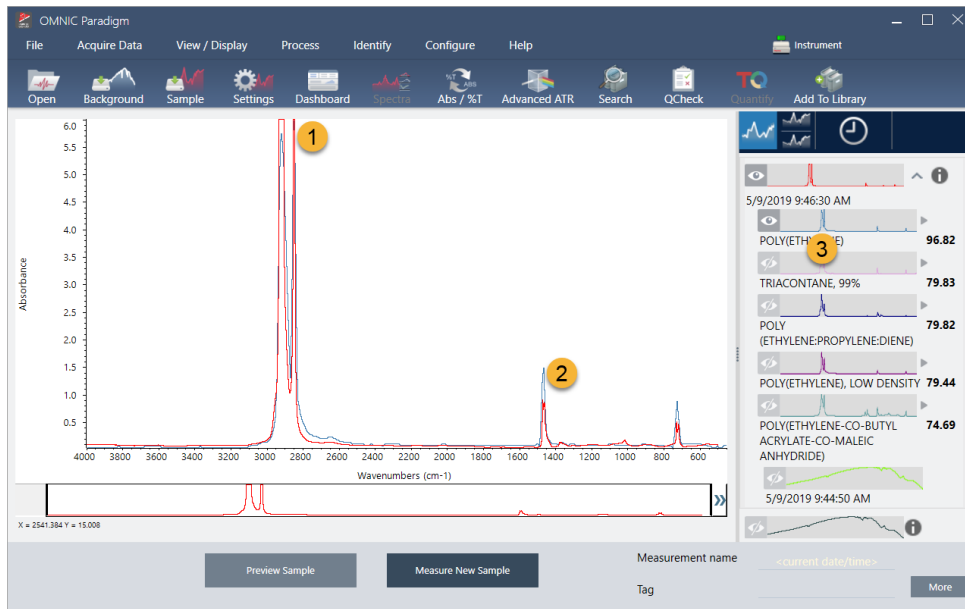 OMNIC Paradigm
File Acquire Data View / Display Process Identify Configure Help Instrument
%T ABS TQ
Open Background Sample Settings Dashboard Spectra Abs / %T Advanced ATR Search QCheck Quantify Add To Library
1
2
3
Absorbance
6.0
5.5
5.0
4.5
4.0
3.5
3.0
2.5
2.0
1.5
1.0
0.5
4000 3800 3600 3400 3200 3000 2800 2600 2400 2200 2000 1800 1600 1400 1200 1000 800 600
Wavenumbers (cm-1)
X = 2541.384 Y = 15.008
5/9/2019 9:46:30 AM
POLY(ETHYLENE) 96.82
TRIACONTANE, 99% 79.83
POLY 79.82
(ETHYLENE:PROPYLENE:DIENE)
POLY(ETHYLENE), LOW DENSITY 79.44
POLY(ETHYLENE-CO-BUTYL 74.69
ACRYLATE-CO-MALEIC
ANHYDRIDE)
5/9/2019 9:44:50 AM
Preview Sample
Measure New Sample
Measurement name <current date/time>
Tag
More